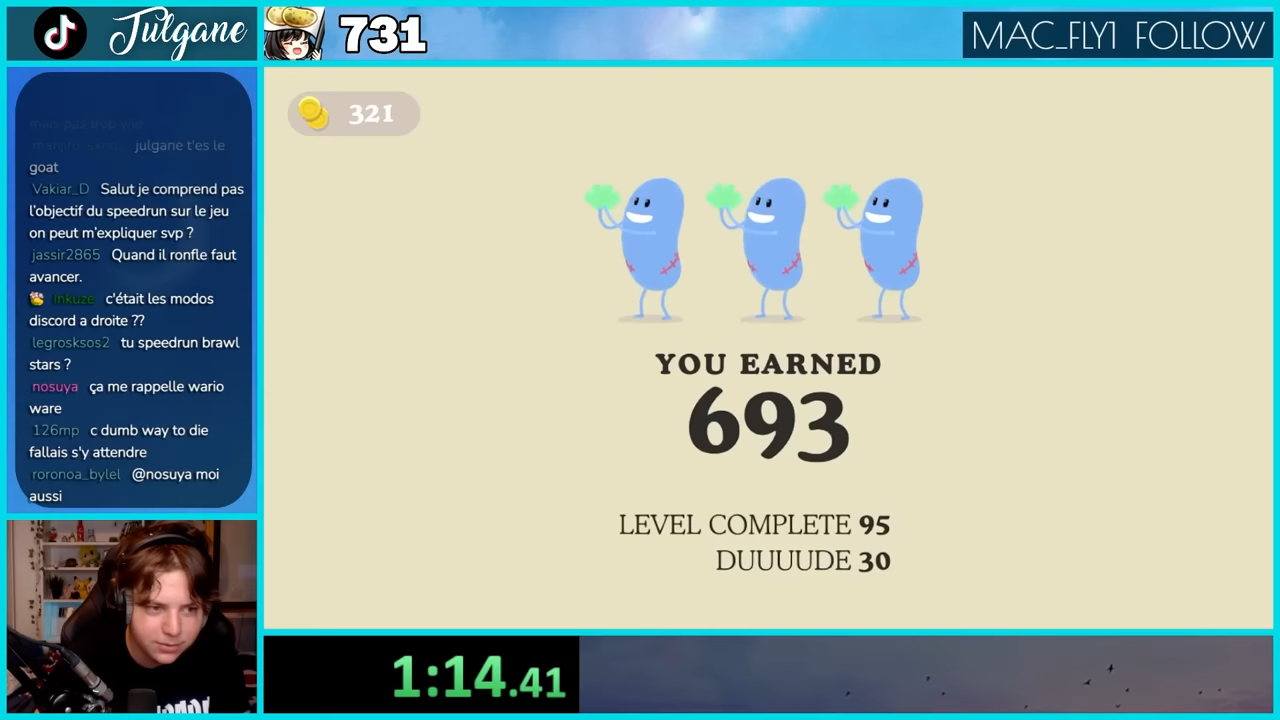 Julgane
731
MAC_FLY1 FOLLOW
321
julgane t'es le
goat
Vakiar_D Salut je comprend pas
l'objectif du speedrun sur le jeu
on peut m'expliquer svp ?
jassir2865 Quand il ronfle faut
avancer.
Inkuze c'était les modos
discord a droite ??
legrosksos2 tu speedrun brawl
stars ?
nosuya ça me rappelle wario
ware
126mp c dumb way to die
fallais s'y attendre
roronoa_bylel @nosuya moi
aussi
YOU EARNED
693
LEVEL COMPLETE 95
DUUUUDE 30
1:14.41